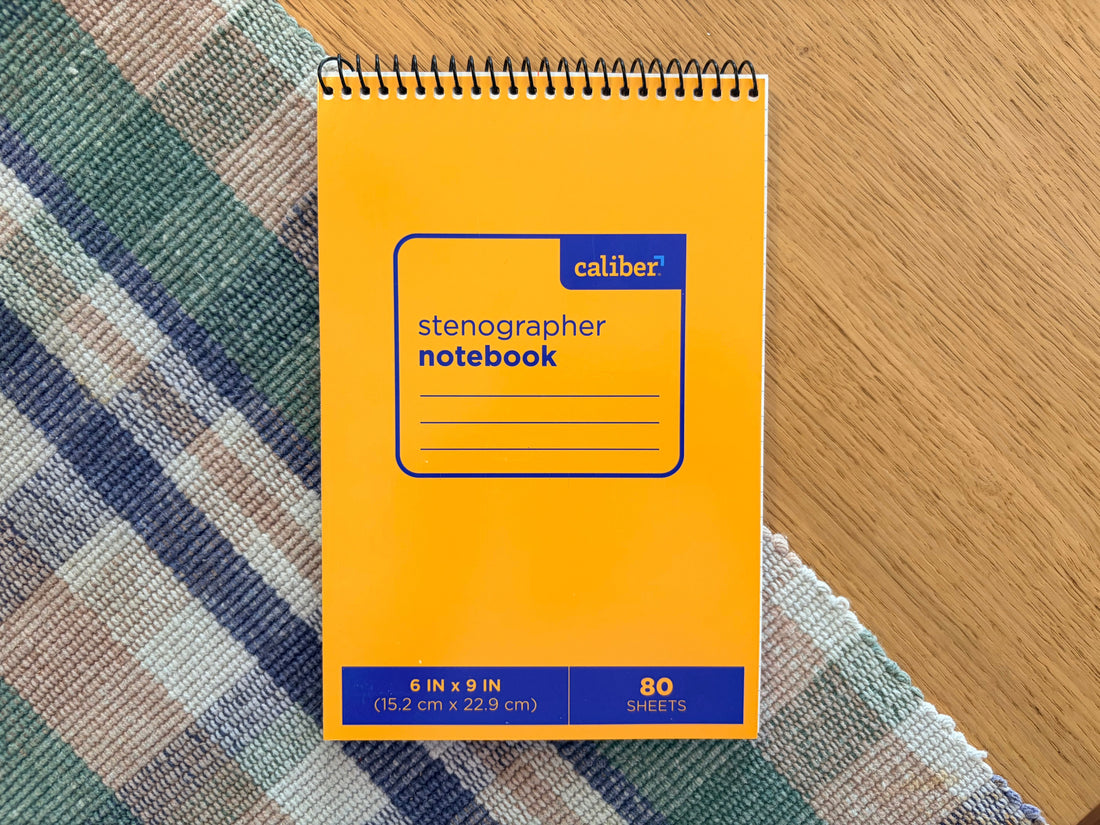 caliber
stenographer
notebook
6 IN x 9 IN
(15.2 cm x 22.9 cm)
80
SHEETS